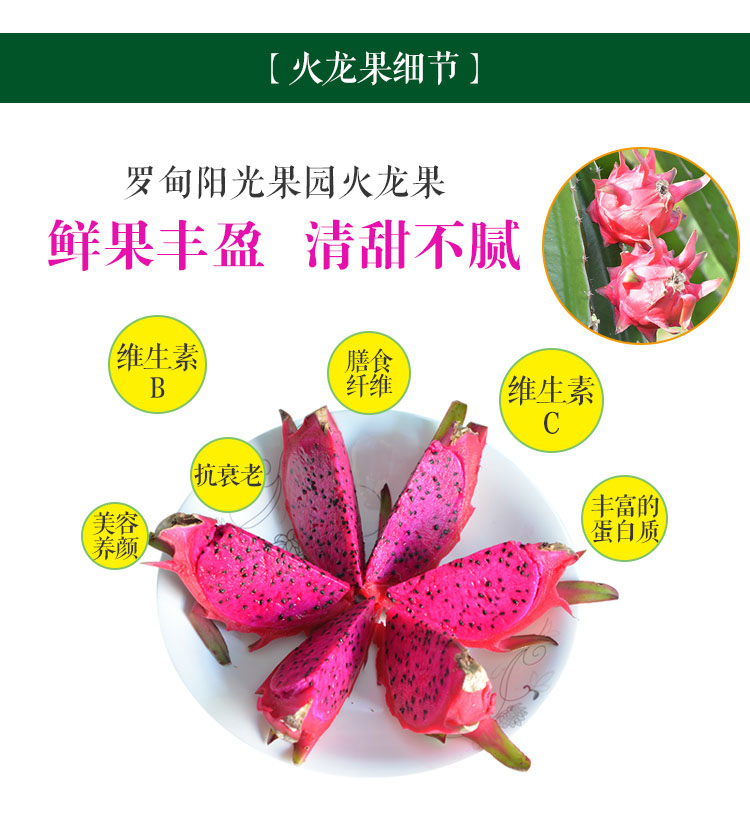 【火龙果细节】
罗甸阳光果园火龙果
鲜果丰盈 清甜不腻
维生素
B
膳食
纤维
维生素
C
抗衰老
美容
养颜
丰富的
蛋白质